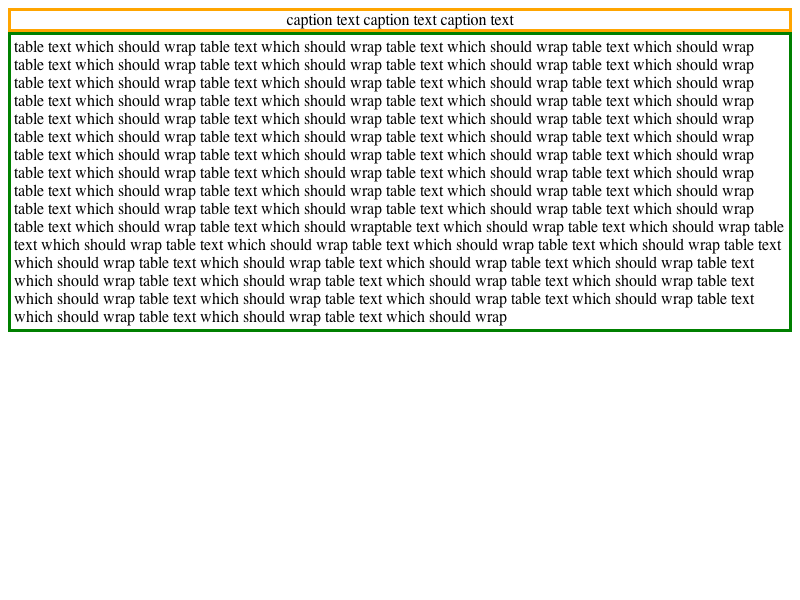 caption text caption text caption text
table text which should wrap table text which should wrap table text which should wrap table text which should wrap
table text which should wrap table text which should wrap table text which should wrap table text which should wrap
table text which should wrap table text which should wrap table text which should wrap table text which should wrap
table text which should wrap table text which should wrap table text which should wrap table text which should wrap
table text which should wrap table text which should wrap table text which should wrap table text which should wrap
table text which should wrap table text which should wrap table text which should wrap table text which should wrap
table text which should wrap table text which should wrap table text which should wrap table text which should wrap
table text which should wrap table text which should wrap table text which should wrap table text which should wrap
table text which should wrap table text which should wrap table text which should wrap table text which should wrap
table text which should wrap table text which should wrap table text which should wrap table text which should wrap
table text which should wrap table text which should wraptable text which should wrap table text which should wrap table
text which should wrap table text which should wrap table text which should wrap table text which should wrap table text
which should wrap table text which should wrap table text which should wrap table text which should wrap table text
which should wrap table text which should wrap table text which should wrap table text which should wrap table text
which should wrap table text which should wrap table text which should wrap table text which should wrap table text
which should wrap table text which should wrap table text which should wrap